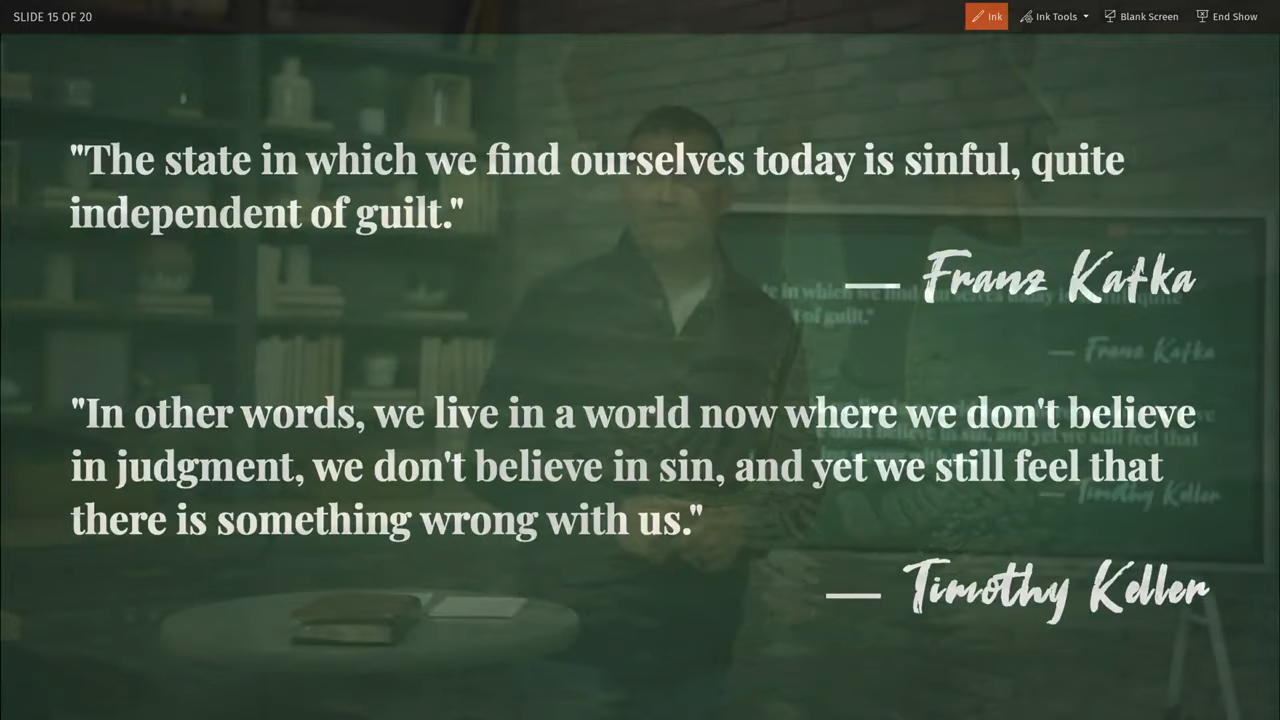 SLIDE 15 OF 20
Ink
Ink Tools
Blank Screen
End Show
"The state in which we find ourselves today is sinful, quite
independent of guilt."
— Franz Kafka
"In other words, we live in a world now where we don't believe
in judgment, we don't believe in sin, and yet we still feel that
there is something wrong with us."
— Timothy Keller